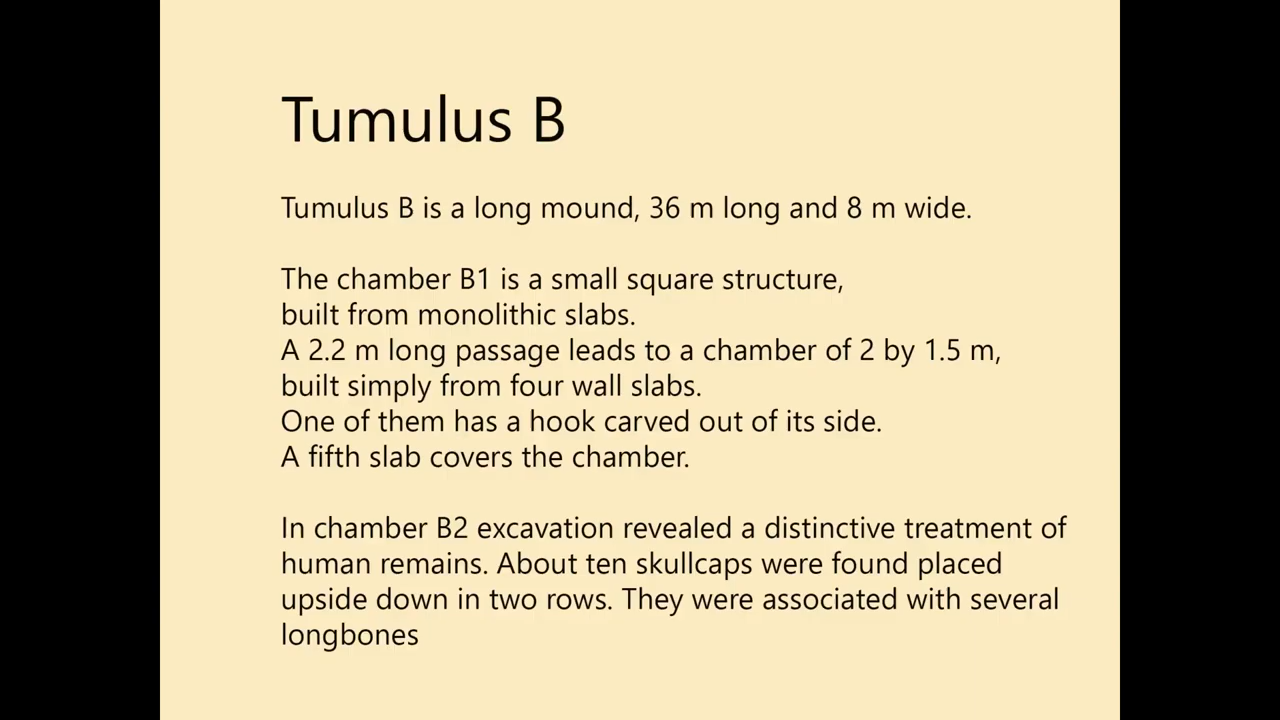 Tumulus B
Tumulus B is a long mound, 36 m long and 8 m wide.
The chamber B1 is a small square structure,
built from monolithic slabs.
A 2.2 m long passage leads to a chamber of 2 by 1.5 m,
built simply from four wall slabs.
One of them has a hook carved out of its side.
A fifth slab covers the chamber.
In chamber B2 excavation revealed a distinctive treatment of
human remains. About ten skullcaps were found placed
upside down in two rows. They were associated with several
longbones